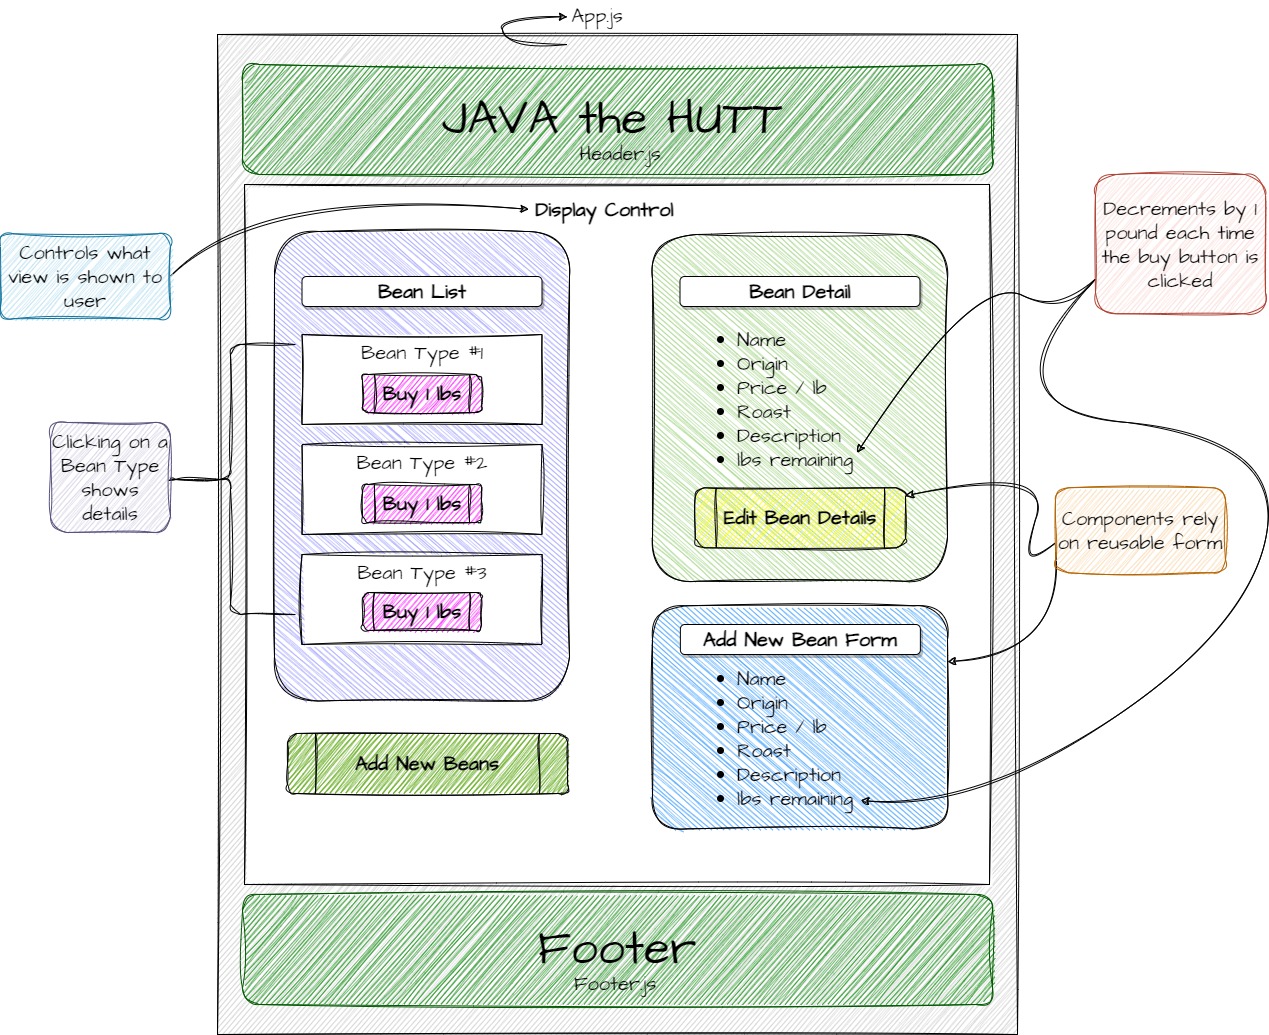 App.js
JAVA the HUTT
Header.js
Display Control
Controls what
view is shown to
user
Decrements by 1
pound each time
the buy button is
clicked
Bean List
Bean Type #1
Buy 1 lbs
Bean Type #2
Buy 1 lbs
Bean Type #3
Buy 1 lbs
Clicking on a
Bean Type
shows
details
Add New Beans
Bean Detail
• Name
• Origin
• Price / lb
• Roast
• Description
• lbs remaining
Edit Bean Details
Components rely
on reusable form
Add New Bean Form
• Name
• Origin
• Price / lb
• Roast
• Description
• lbs remaining
Footer
Footer.js